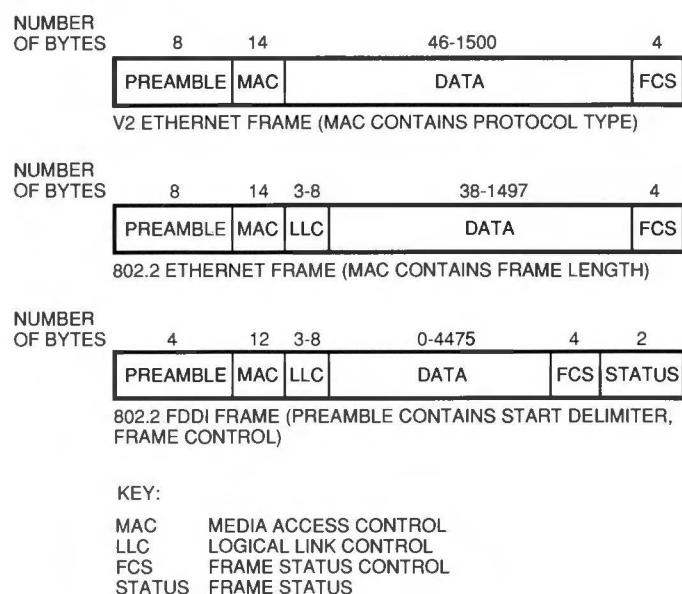 NUMBER
OF BYTES 8 14 46-1500 4
PREAMBLE MAC DATA FCS
V2 ETHERNET FRAME (MAC CONTAINS PROTOCOL TYPE)
NUMBER
OF BYTES 8 14 3-8 38-1497 4
PREAMBLE MAC LLC DATA FCS
802.2 ETHERNET FRAME (MAC CONTAINS FRAME LENGTH)
NUMBER
OF BYTES 4 12 3-8 0-4475 4 2
PREAMBLE MAC LLC DATA FCS STATUS
802.2 FDDI FRAME (PREAMBLE CONTAINS START DELIMITER,
FRAME CONTROL)
KEY:
MAC MEDIA ACCESS CONTROL
LLC LOGICAL LINK CONTROL
FCS FRAME STATUS CONTROL
STATUS FRAME STATUS